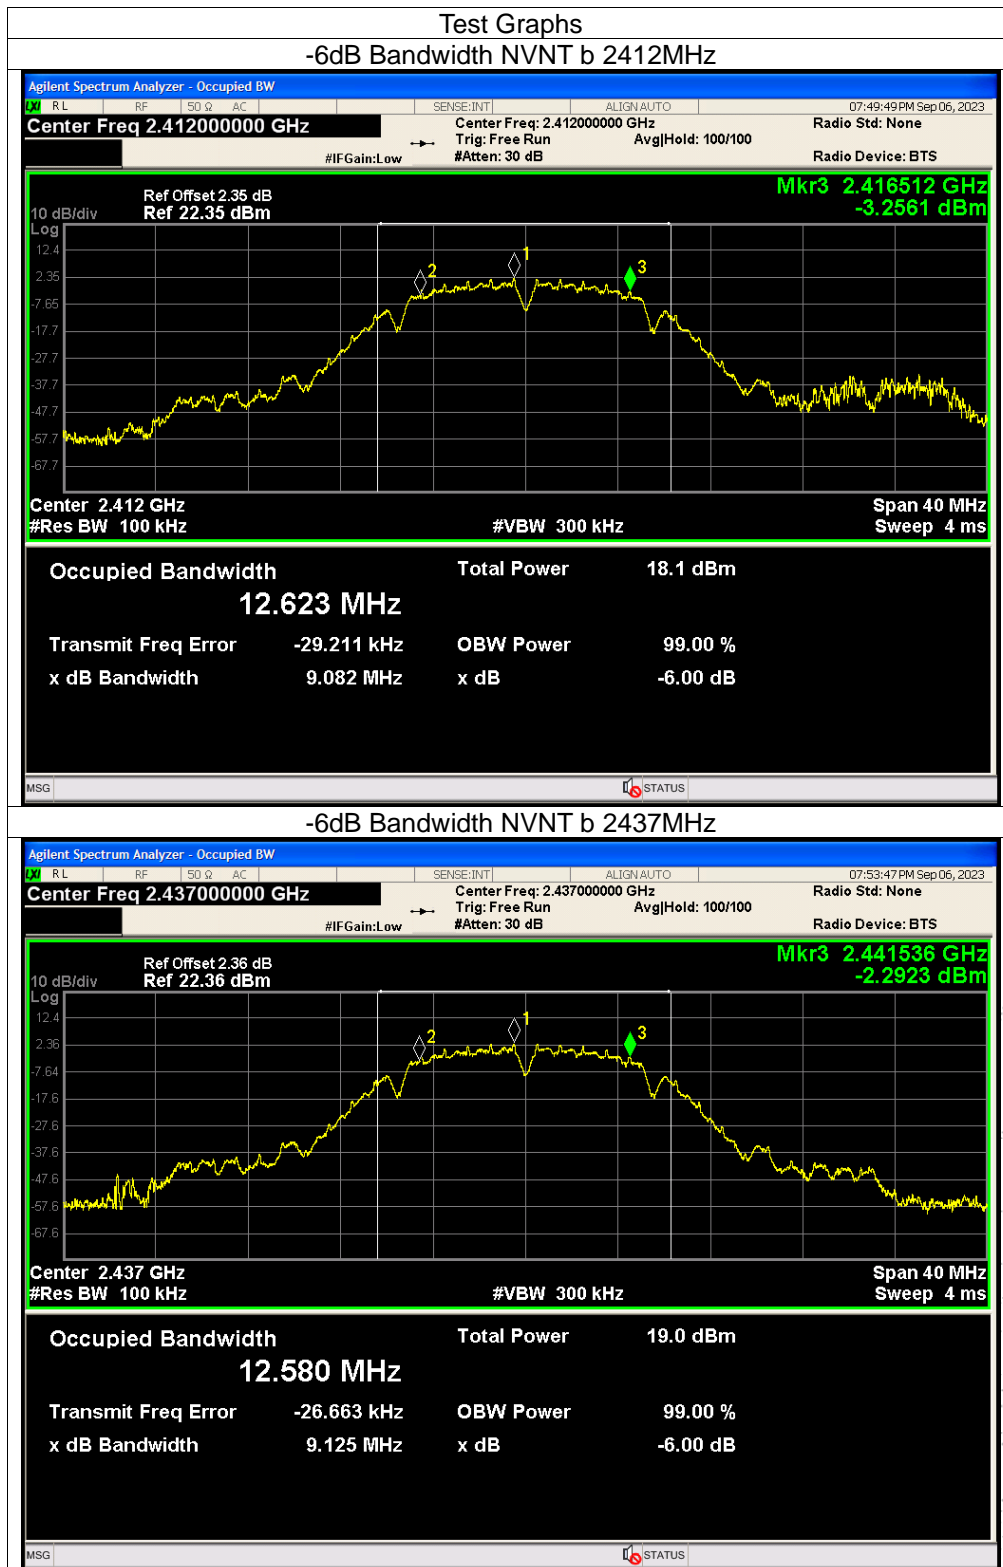 Test Graphs
-6dB Bandwidth NVNT b 2412MHz
Agilent Spectrum Analyzer - Occupied BW
LXI RL RF 50 Ω AC SENSE:INT ALIGN AUTO 07:49:49 PM Sep 06, 2023
Center Freq 2.412000000 GHz Center Freq: 2.412000000 GHz Radio Std: None
Trig: Free Run Avg|Hold: 100/100
#IFGain:Low #Atten: 30 dB Radio Device: BTS
Mkr3 2.416512 GHz
Ref Offset 2.35 dB
-3.2561 dBm
10 dB/div Ref 22.35 dBm
Log
12.4
2.35
-7.65
-17.7
-27.7
-37.7
-47.7
-57.7
-67.7
2 1 3
Center 2.412 GHz Span 40 MHz
#Res BW 100 kHz #VBW 300 kHz Sweep 4 ms
Occupied Bandwidth Total Power 18.1 dBm
12.623 MHz
Transmit Freq Error -29.211 kHz OBW Power 99.00 %
x dB Bandwidth 9.082 MHz x dB -6.00 dB
MSG STATUS
-6dB Bandwidth NVNT b 2437MHz
Agilent Spectrum Analyzer - Occupied BW
LXI RL RF 50 Ω AC SENSE:INT ALIGN AUTO 07:53:47 PM Sep 06, 2023
Center Freq 2.437000000 GHz Center Freq: 2.437000000 GHz Radio Std: None
Trig: Free Run Avg|Hold: 100/100
#IFGain:Low #Atten: 30 dB Radio Device: BTS
Mkr3 2.441536 GHz
Ref Offset 2.36 dB
-2.2923 dBm
10 dB/div Ref 22.36 dBm
Log
12.4
2.36
-7.64
-17.6
-27.6
-37.6
-47.6
-57.6
-67.6
2 1 3
Center 2.437 GHz Span 40 MHz
#Res BW 100 kHz #VBW 300 kHz Sweep 4 ms
Occupied Bandwidth Total Power 19.0 dBm
12.580 MHz
Transmit Freq Error -26.663 kHz OBW Power 99.00 %
x dB Bandwidth 9.125 MHz x dB -6.00 dB
MSG STATUS